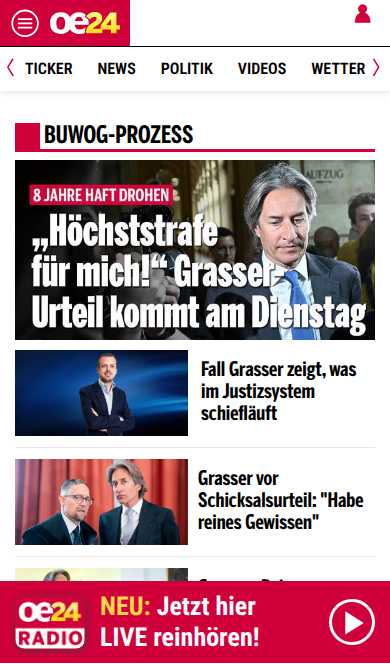 oe24
TICKER NEWS POLITIK VIDEOS WETTER
BUWOG-PROZESS
AUFZUG
8 JAHRE HAFT DROHEN
„Höchststrafe
für mich!“ Grasser-
Urteil kommt am Dienstag
Fall Grasser zeigt, was
im Justizsystem
schiefläuft
Grasser vor
Schicksalsurteil: "Habe
reines Gewissen"
oe24
RADIO
NEU: Jetzt hier
LIVE reinhören!